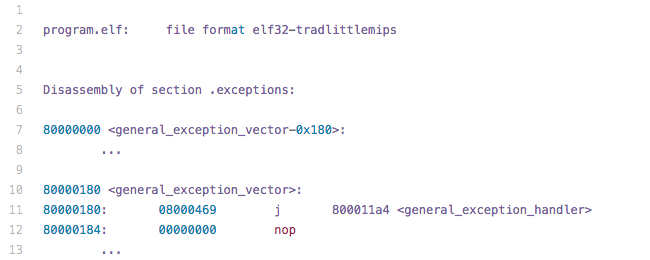 1
2 program.elf:     file format elf32-tradlittlemips
3
4
5 Disassembly of section .exceptions:
6
7 80000000 <general_exception_vector-0x180>:
8         ...
9
10 80000180 <general_exception_vector>:
11 80000180:       08000469        j       800011a4 <general_exception_handler>
12 80000184:       00000000        nop
13         ...